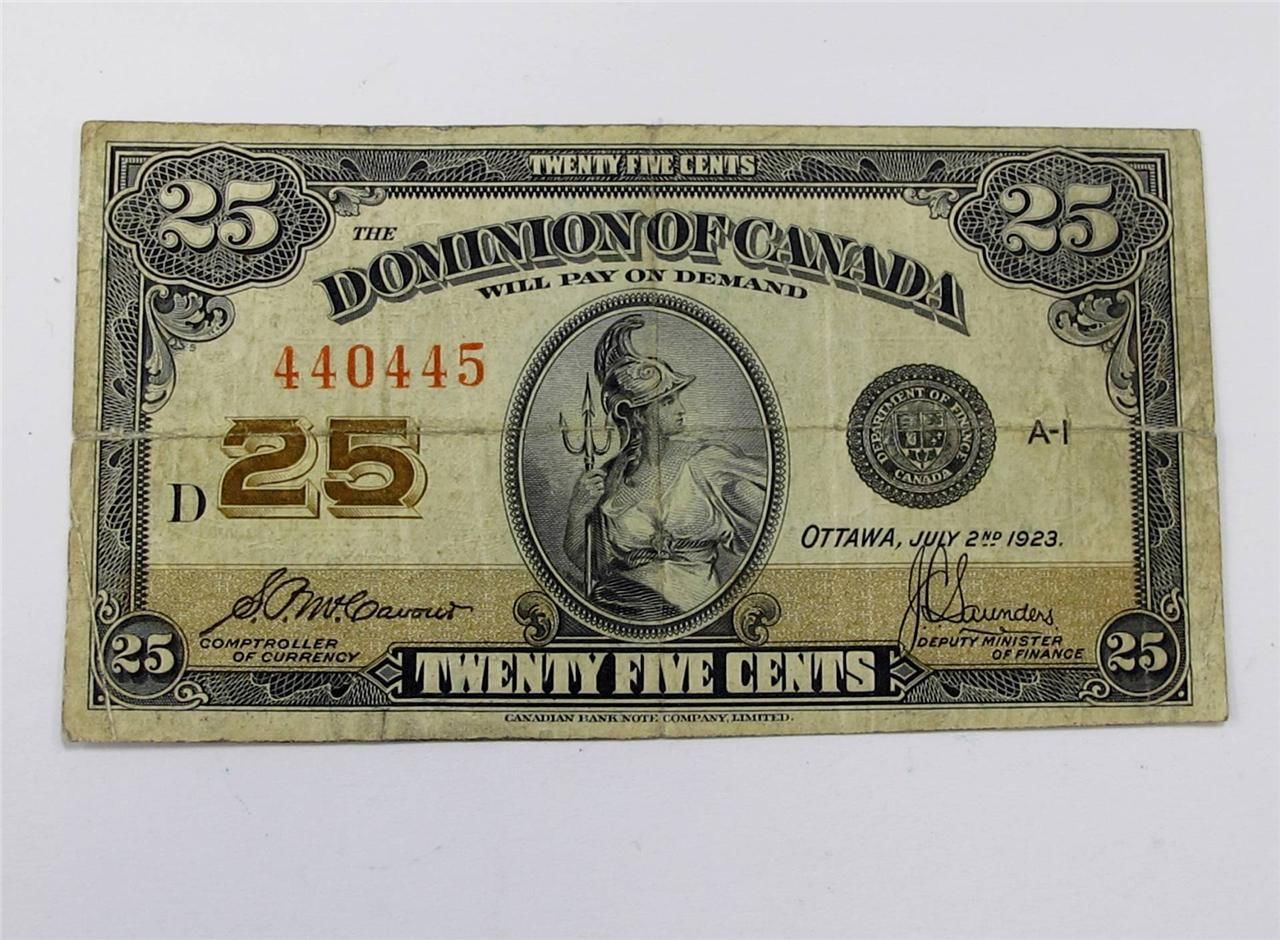 TWENTY FIVE CENTS
25
25
THE
DOMINION OF CANADA
WILL PAY ON DEMAND
440445
DEPARTMENT OF FINANCE
CANADA
A-1
D 25
OTTAWA, JULY 2ND 1923.
J C Saunders
COMPTROLLER
OF CURRENCY
DEPUTY MINISTER
OF FINANCE
25
TWENTY FIVE CENTS
25
CANADIAN BANK NOTE COMPANY, LIMITED.